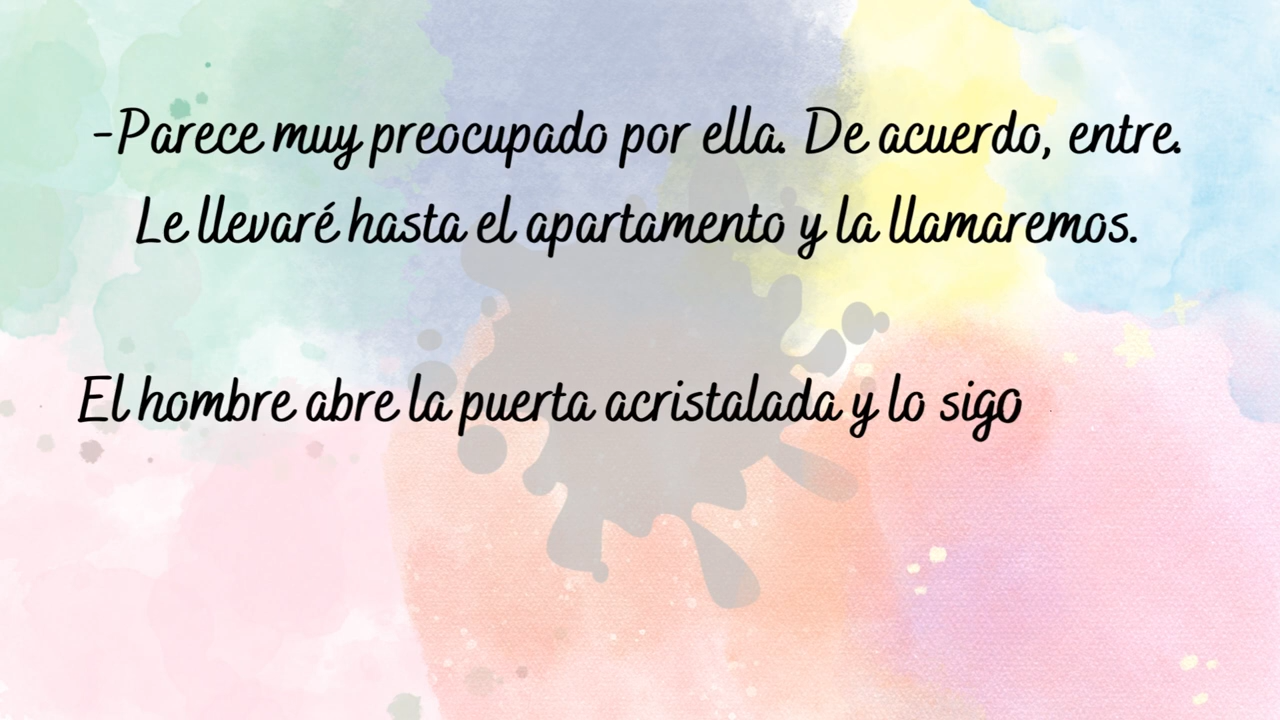 -Parece muy preocupado por ella. De acuerdo, entre.
Le llevaré hasta el apartamento y la llamaremos.
El hombre abre la puerta acristalada y lo sigo